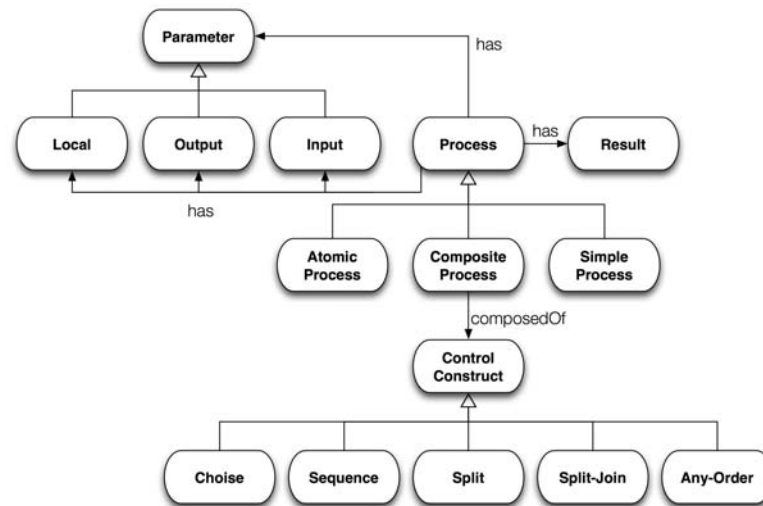 Parameter
has
Local
Output
Input
Process
has
Result
has
Atomic
Process
Composite
Process
Simple
Process
composedOf
Control
Construct
Choise
Sequence
Split
Split-Join
Any-Order